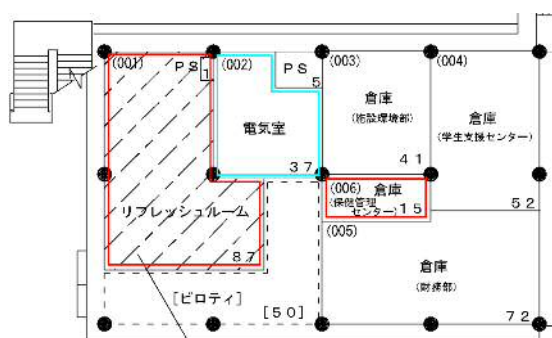 (001)
PS
1
(002)
PS
5
(003)
(004)
電気室
37
倉庫
(施設環境部)
41
倉庫
(学生支援センター)
52
(006)
倉庫
(保健管理
センター)
15
リフレッシュルーム
87
(005)
倉庫
(財務部)
72
[ピロティ]
[50]